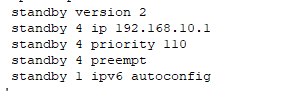 standby version 2
standby 4 ip 192.168.10.1
standby 4 priority 110
standby 4 preempt
standby 1 ipv6 autoconfig